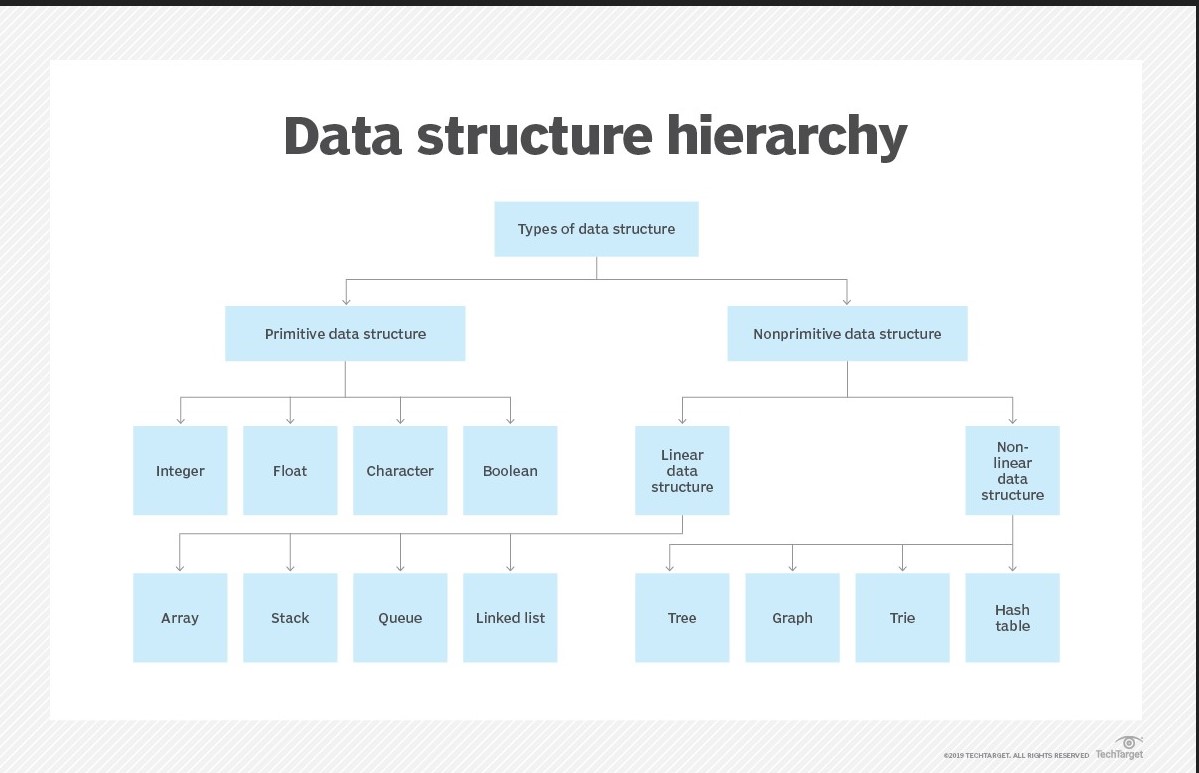 Data structure hierarchy
Types of data structure
Primitive data structure
Nonprimitive data structure
Integer
Float
Character
Boolean
Linear
data
structure
Non-
linear
data
structure
Array
Stack
Queue
Linked list
Tree
Graph
Trie
Hash
table
©2019 TECHTARGET. ALL RIGHTS RESERVED
TechTarget